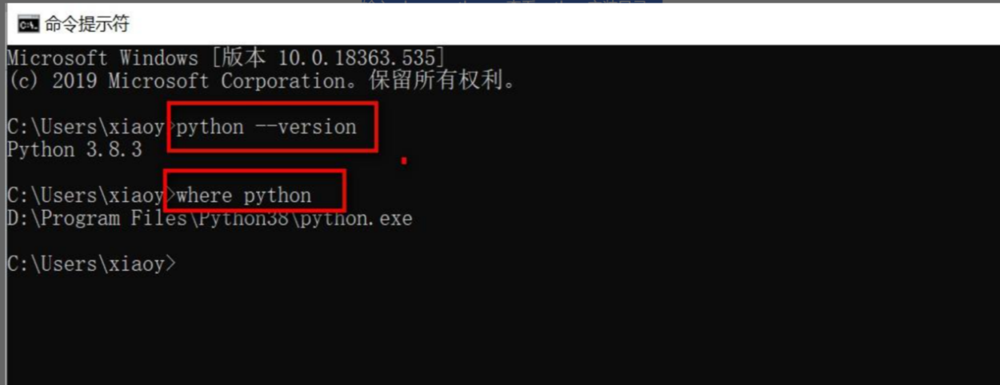 命令提示符
Microsoft Windows [版本 10.0.18363.535]
(c) 2019 Microsoft Corporation。保留所有权利。
C:\Users\xiaoy>python --version
Python 3.8.3
C:\Users\xiaoy>where python
D:\Program Files\Python38\python.exe
C:\Users\xiaoy>